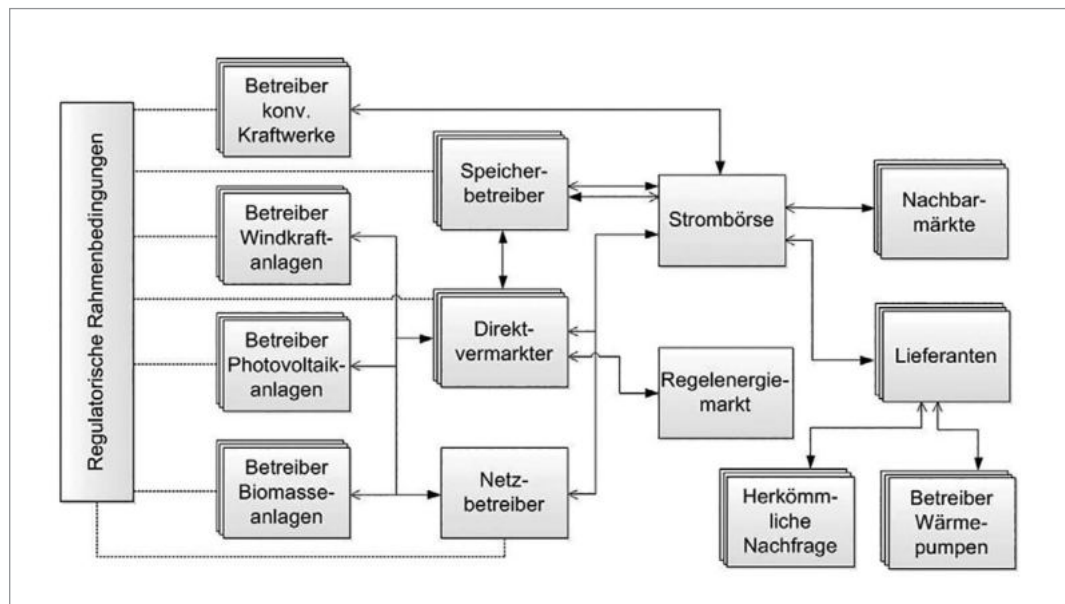 Regulatorische Rahmenbedingungen
Betreiber
konv.
Kraftwerke
Betreiber
Windkraft-
anlagen
Betreiber
Photovoltaik-
anlagen
Betreiber
Biomasse-
anlagen
Speicher-
betreiber
Direkt-
vermarkter
Netz-
betreiber
Strombörse
Regelenergie-
markt
Nachbar-
märkte
Lieferanten
Herkömm-
liche
Nachfrage
Betreiber
Wärme-
pumpen